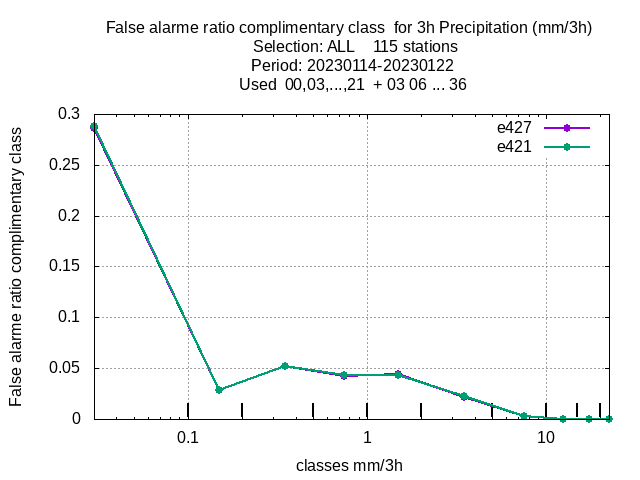 False alarme ratio complimentary class  for 3h Precipitation (mm/3h)
Selection: ALL    115 stations
Period: 20230114-20230122
Used  00,03,...,21  + 03 06 ... 36
e427
e421
False alarme ratio complimentary class
0.3
0.25
0.2
0.15
0.1
0.05
0
0.1
1
10
classes mm/3h